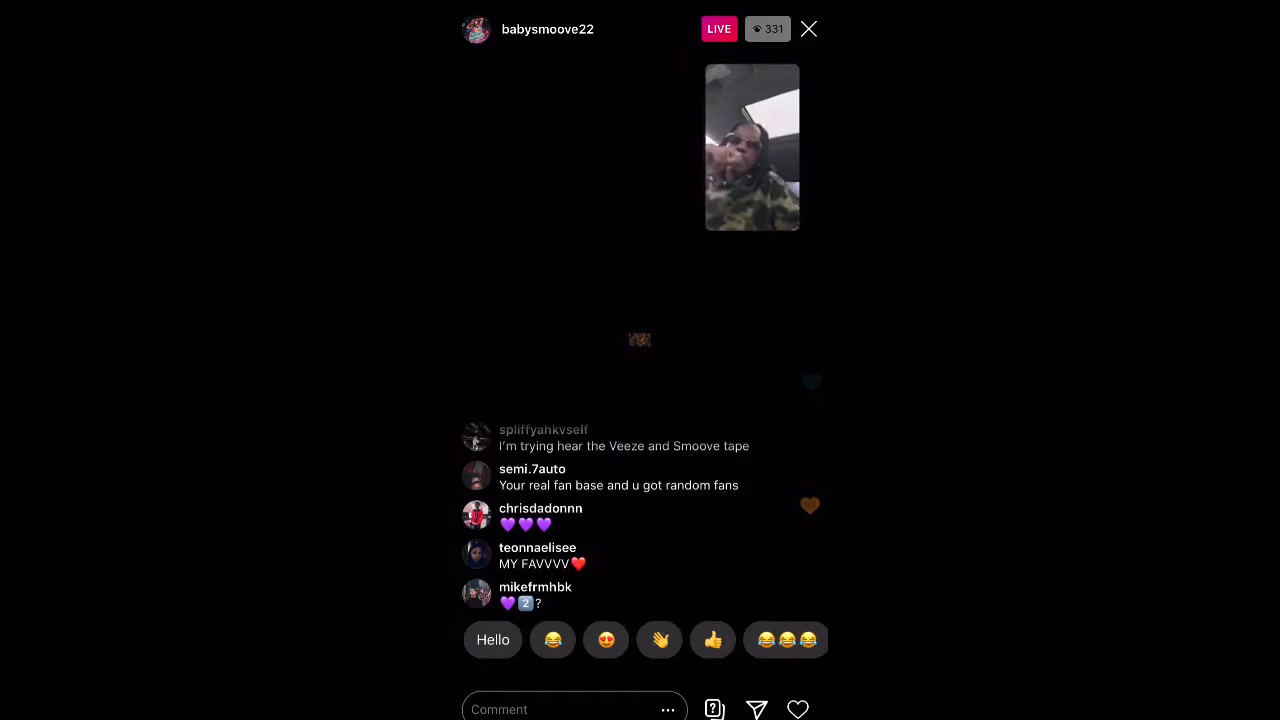 babysmoove22
LIVE
331
spliffyahkvself
I'm trying hear the Veeze and Smoove tape
semi.7auto
Your real fan base and u got random fans
chrisdadonnn
💜💜💜
teonnaelisee
MY FAVVVV❤️
mikefrmhbk
💜2️⃣?
Hello 😂 😍 👋 👍 😂😂😂
Comment